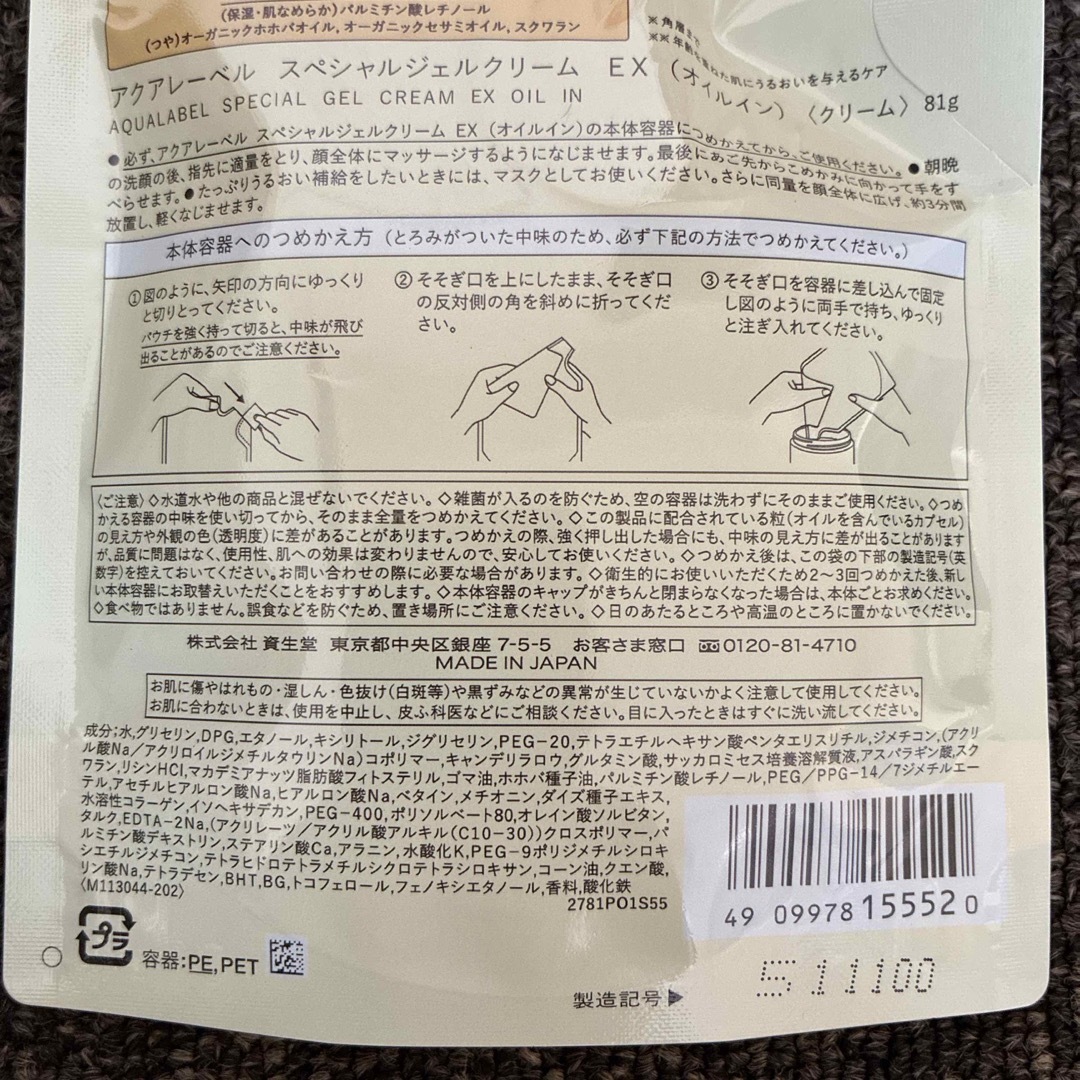 (保湿・肌なめらか)パルミチン酸レチノール
(つや)オーガニックホホバオイル, オーガニックセサミオイル, スクワラン
※角層まで
※※年齢を重ねた肌にうるおいを与えるケア
アクアレーベル スペシャルジェルクリーム EX (オイルイン)〈クリーム〉81g
AQUALABEL SPECIAL GEL CREAM EX OIL IN
●必ず、アクアレーベル スペシャルジェルクリーム EX (オイルイン)の本体容器につめかえてから、ご使用ください。●朝晩
の洗顔の後、指先に適量をとり、顔全体にマッサージするようになじませます。最後にあご先からこめかみに向かって手をす
べらせます。●たっぷりうるおい補給をしたいときには、マスクとしてお使いください。さらに同量を顔全体に広げ、約3分間
放置し、軽くなじませます。
本体容器へのつめかえ方 (とろみがついた中味のため、必ず下記の方法でつめかえてください。)
①図のように、矢印の方向にゆっくり
と切りとってください。
パウチを強く持って切ると、中味が飛び
出ることがあるのでご注意ください。
②そそぎ口を上にしたまま、そそぎ口
の反対側の角を斜めに折ってくだ
さい。
③そそぎ口を容器に差し込んで固定
し図のように両手で持ち、ゆっくり
と注ぎ入れてください。
〈ご注意〉◇水道水や他の商品と混ぜないでください。◇雑菌が入るのを防ぐため、空の容器は洗わずにそのままご使用ください。◇つめ
かえる容器の中味を使い切ってから、そのまま全量をつめかえてください。◇この製品に配合されている粒(オイルを含んでいるカプセル)
の見え方や外観の色(透明度)に差があることがあります。つめかえの際、強く押し出した場合にも、中味の見え方に差が出ることがあります
が、品質に問題はなく、使用性、肌への効果は変わりませんので、安心してお使いください。◇つめかえ後は、この袋の下部の製造記号(英
数字)を控えておいてください。お問い合わせの際に必要な場合があります。◇衛生的にお使いいただくため2〜3回つめかえた後、新し
い本体容器にお取替えいただくことをおすすめします。◇本体容器のキャップがきちんと閉まらなくなった場合は、本体ごとお求めください。
◇食べ物ではありません。誤食などを防ぐため、置き場所にご注意ください。◇日のあたるところや高温のところに置かないでください。
株式会社 資生堂 東京都中央区銀座 7-5-5 お客さま窓口 0120-81-4710
MADE IN JAPAN
お肌に傷やはれもの・湿しん・色抜け(白斑等)や黒ずみなどの異常が生じていないかよく注意して使用してください。
お肌に合わないときは、使用を中止し、皮ふ科医などにご相談ください。目に入ったときはすぐに洗い流してください。
成分:水,グリセリン,DPG,エタノール,キシリトール,ジグリセリン,PEG-20,テトラエチルヘキサン酸ペンタエリスリチル,ジメチコン,(アクリ
ル酸Na/アクリロイルジメチルタウリンNa)コポリマー,キャンデリラロウ,グルタミン酸,サッカロミセス培養溶解質液,アスパラギン酸,スク
ワラン,リシンHCl,マカデミアナッツ脂肪酸フィトステリル,ゴマ油,ホホバ種子油,パルミチン酸レチノール,PEG/PPG-14/7ジメチルエー
テル,アセチルヒアルロン酸Na,ヒアルロン酸Na,ベタイン,メチオニン,ダイズ種子エキス,
水溶性コラーゲン,イソヘキサデカン,PEG-400,ポリソルベート80,オレイン酸ソルビタン,
タルク,EDTA-2Na,(アクリレーツ/アクリル酸アルキル(C10-30))クロスポリマー,パ
ルミチン酸デキストリン,ステアリン酸Ca,アラニン,水酸化K,PEG-9ポリジメチルシロキ
シエチルジメチコン,テトラヒドロテトラメチルシクロテトラシロキサン,コーン油,クエン酸,
リン酸Na,テトラデセン,BHT,BG,トコフェロール,フェノキシエタノール,香料,酸化鉄
〈M113044-202〉
2781PO1S55
4909978155520
プラ
容器:PE,PET
製造記号▶ 511100